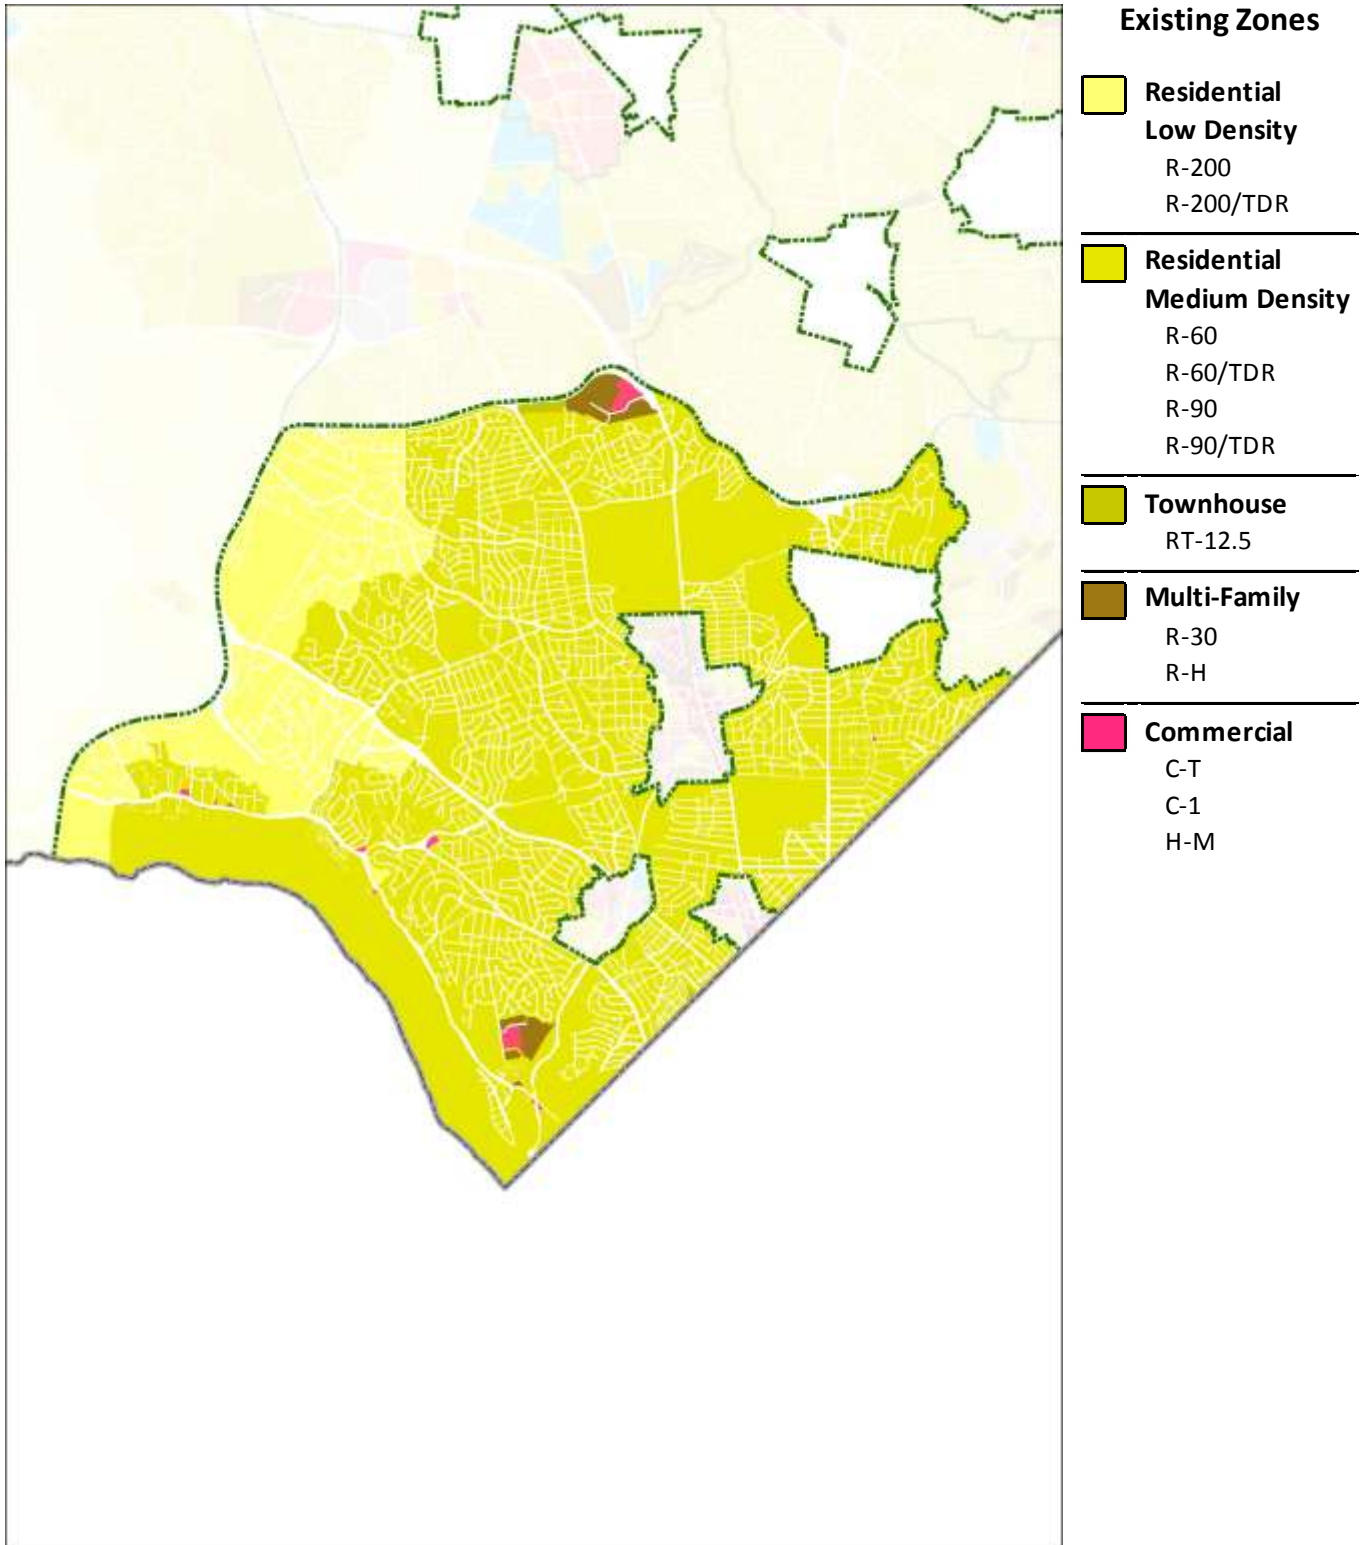 Existing Zones
Residential
Low Density
R-200
R-200/TDR
Residential
Medium Density
R-60
R-60/TDR
R-90
R-90/TDR
Townhouse
RT-12.5
Multi-Family
R-30
R-H
Commercial
C-T
C-1
H-M